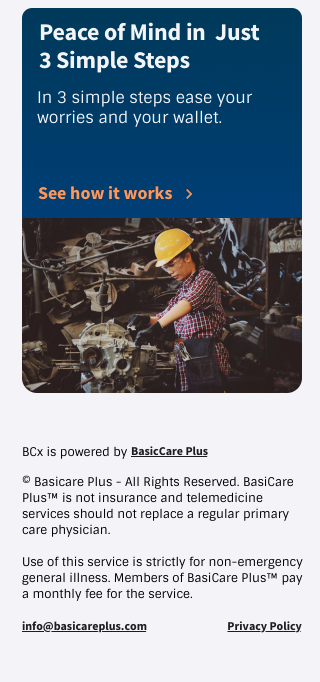 Peace of Mind in Just
3 Simple Steps
In 3 simple steps ease your
worries and your wallet.
See how it works >
BCx is powered by BasicCare Plus
© Basicare Plus - All Rights Reserved. BasiCare
Plus™ is not insurance and telemedicine
services should not replace a regular primary
care physician.
Use of this service is strictly for non-emergency
general illness. Members of BasiCare Plus™ pay
a monthly fee for the service.
info@basicareplus.com Privacy Policy